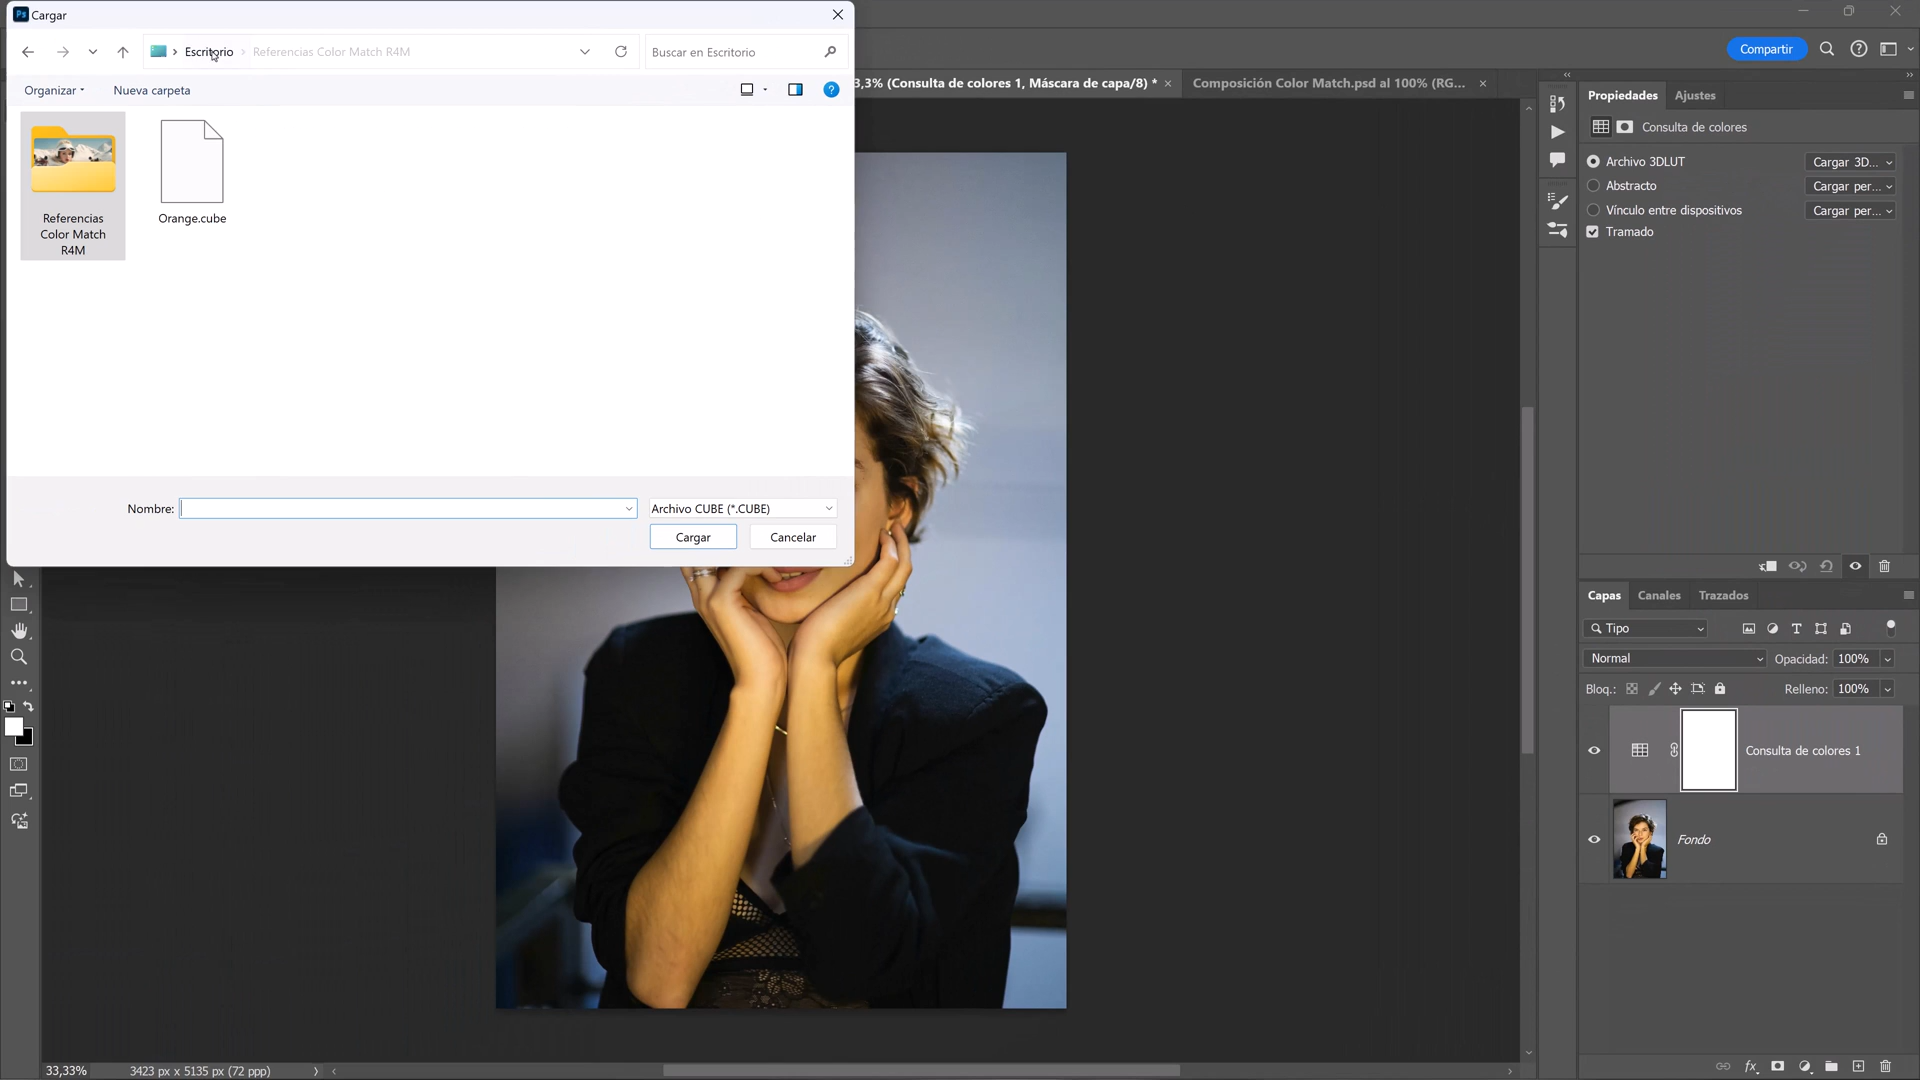 Ps Cargar
Escritorio > Referencias Color Match R4M
Buscar en Escritorio
Organizar
Nueva carpeta
?
Referencias
Color Match
R4M
Orange.cube
Nombre:
Archivo CUBE (*.CUBE)
Cargar
Cancelar
Compartir
3,3% (Consulta de colores 1, Máscara de capa/8) * ×
Composición Color Match.psd al 100% (RG... ×
Propiedades
Ajustes
Consulta de colores
Archivo 3DLUT
Cargar 3D...
Abstracto
Cargar per...
Vínculo entre dispositivos
Cargar per...
Tramado
Capas
Canales
Trazados
Tipo
Normal
Opacidad: 100%
Bloq.:
Relleno: 100%
Consulta de colores 1
Fondo
fx
33,33%
3423 px x 5135 px (72 ppp)